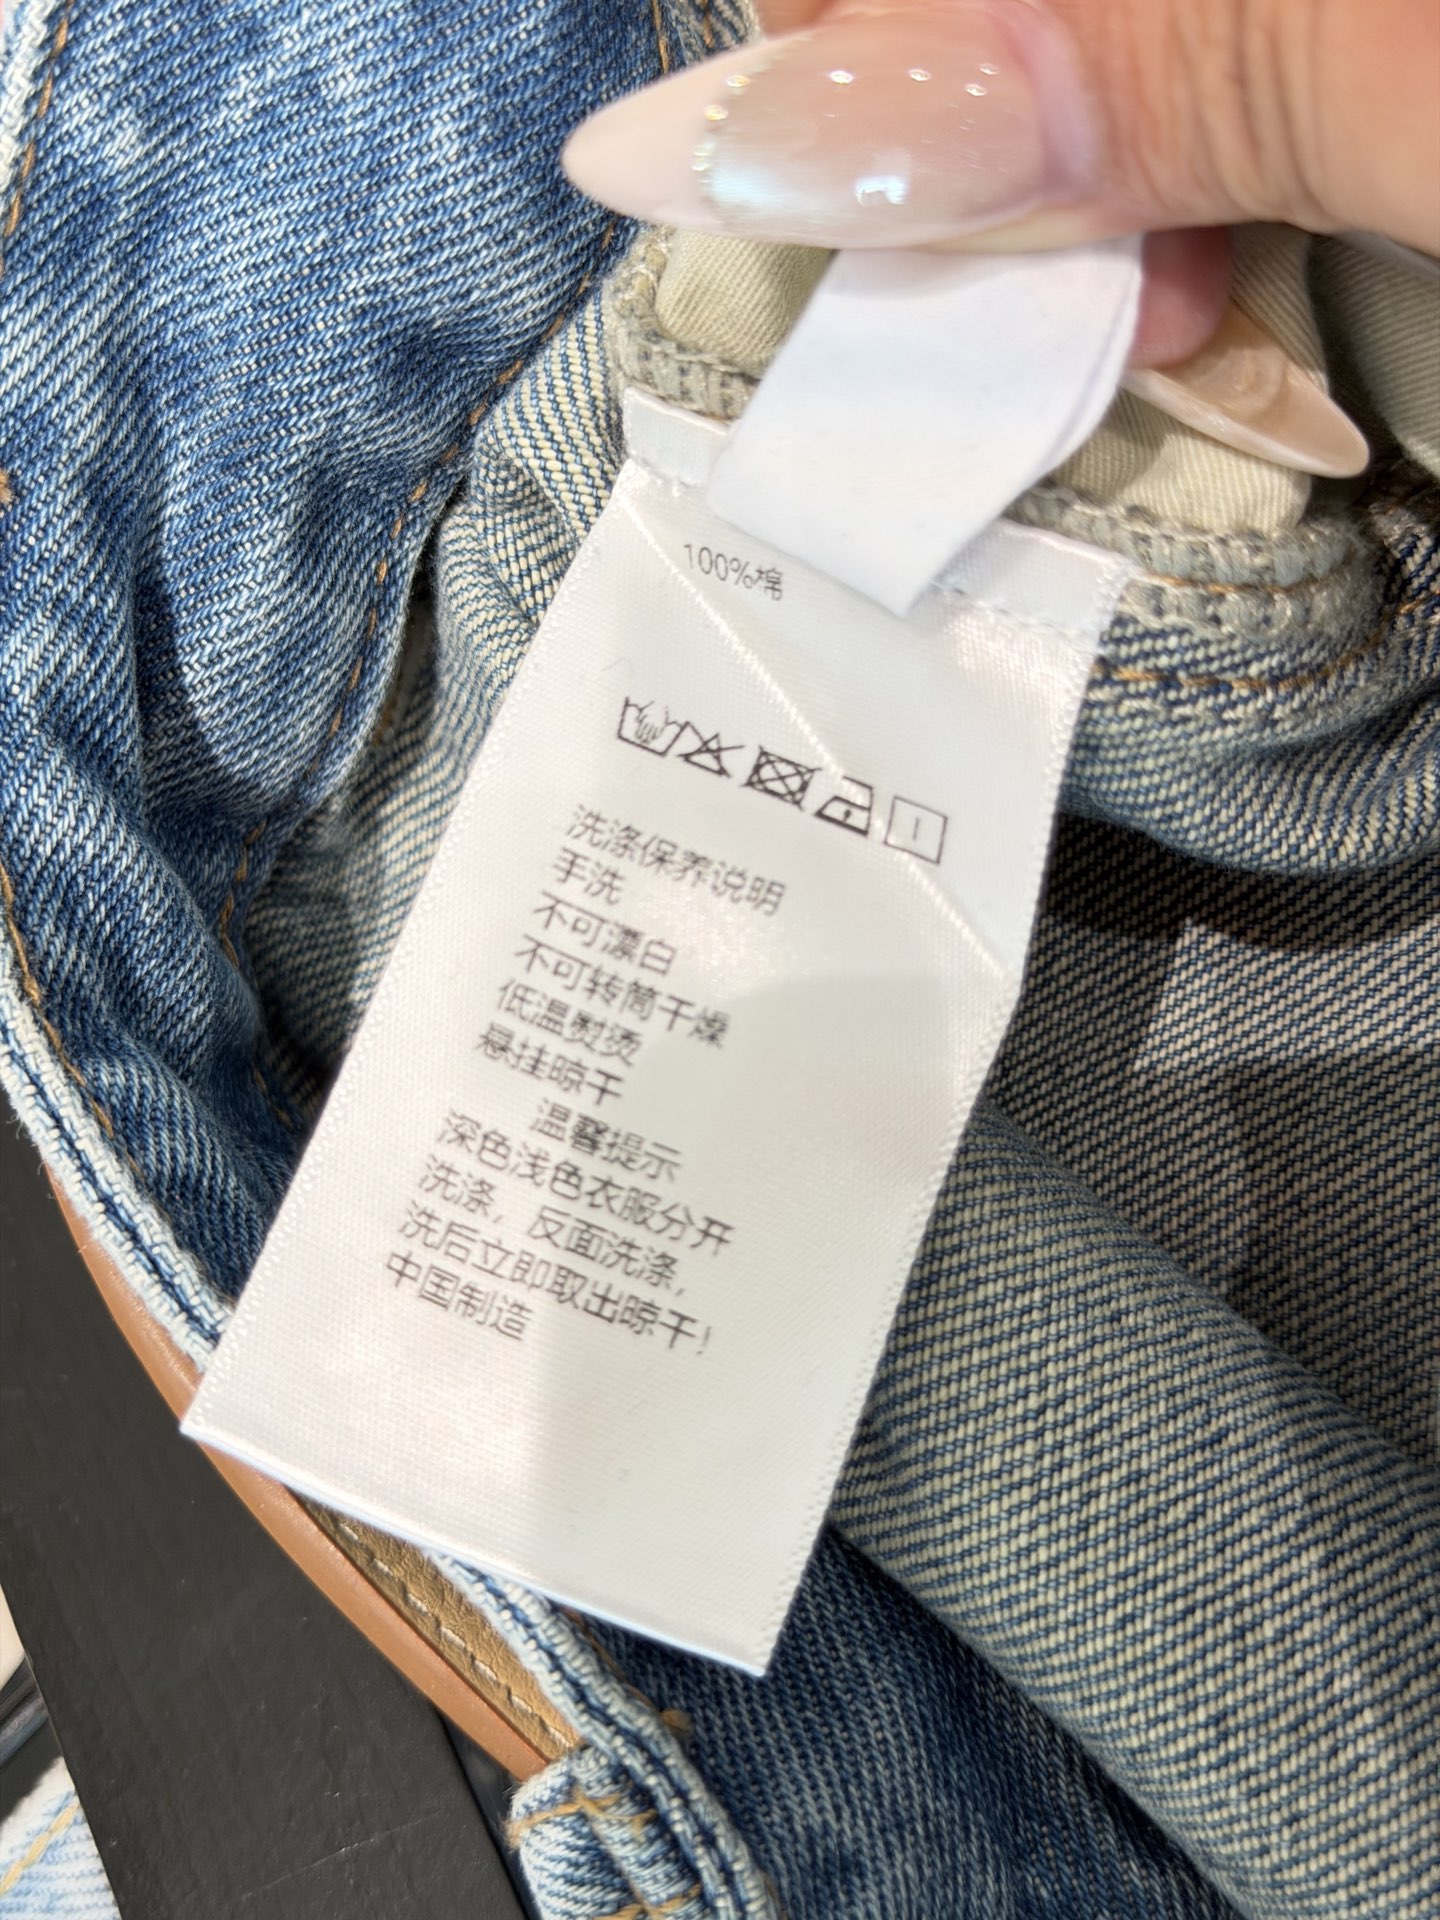 100%棉
洗涤保养说明
手洗
不可漂白
不可转筒干燥
低温熨烫
悬挂晾干
温馨提示
深色浅色衣服分开
洗涤，反面洗涤，
洗后立即取出晾干！
中国制造